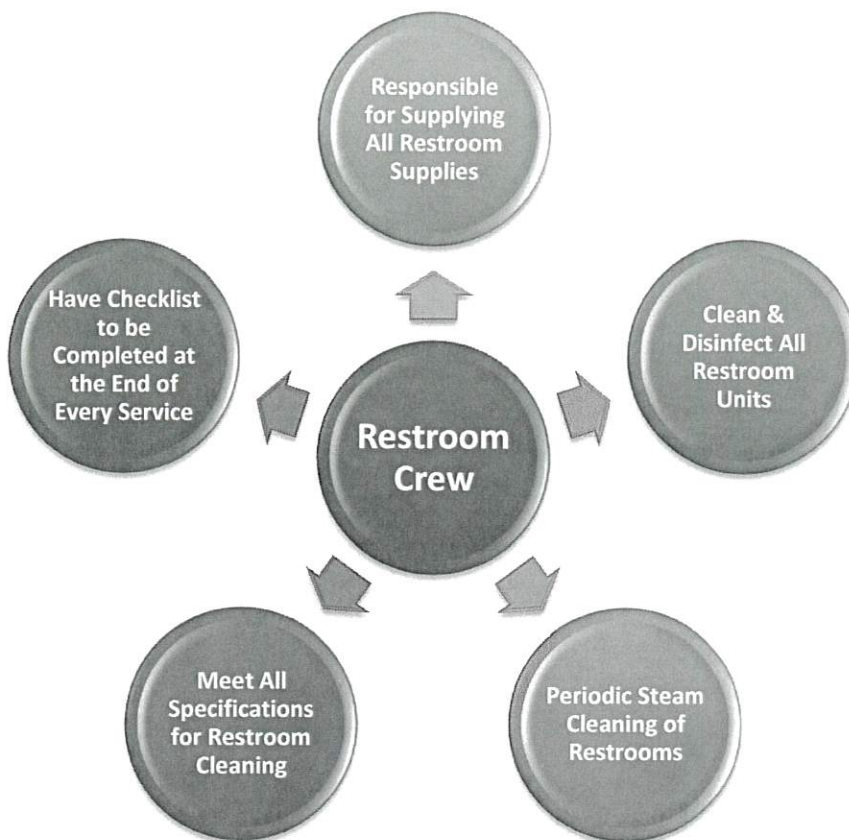 Responsible
for Supplying
All Restroom
Supplies
Have Checklist
to be
Completed at
the End of
Every Service
Clean &
Disinfect All
Restroom
Units
Restroom
Crew
Meet All
Specifications
for Restroom
Cleaning
Periodic Steam
Cleaning of
Restrooms